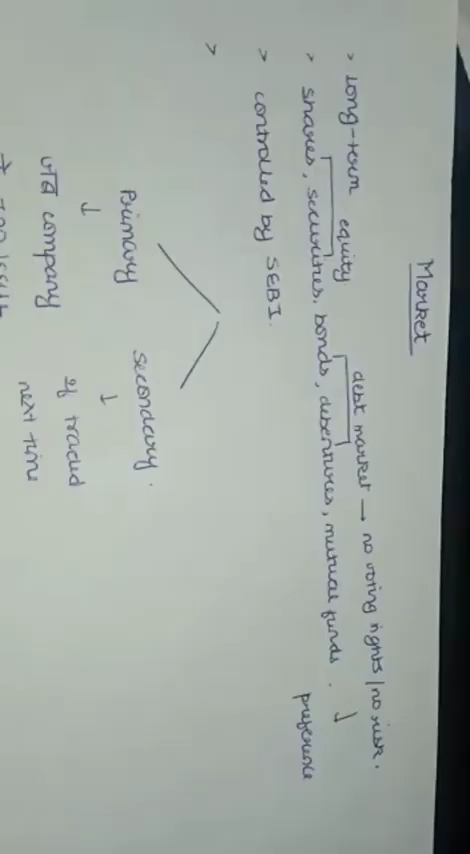 Market
> long-term
equity
debt market → no voting rights / no risk.
> shares, securities, bonds, debentures, mutual funds.
↓
preference
> controlled by SEBI.
>
Primary
Secondary.
↓
↓
company
if traded
next time